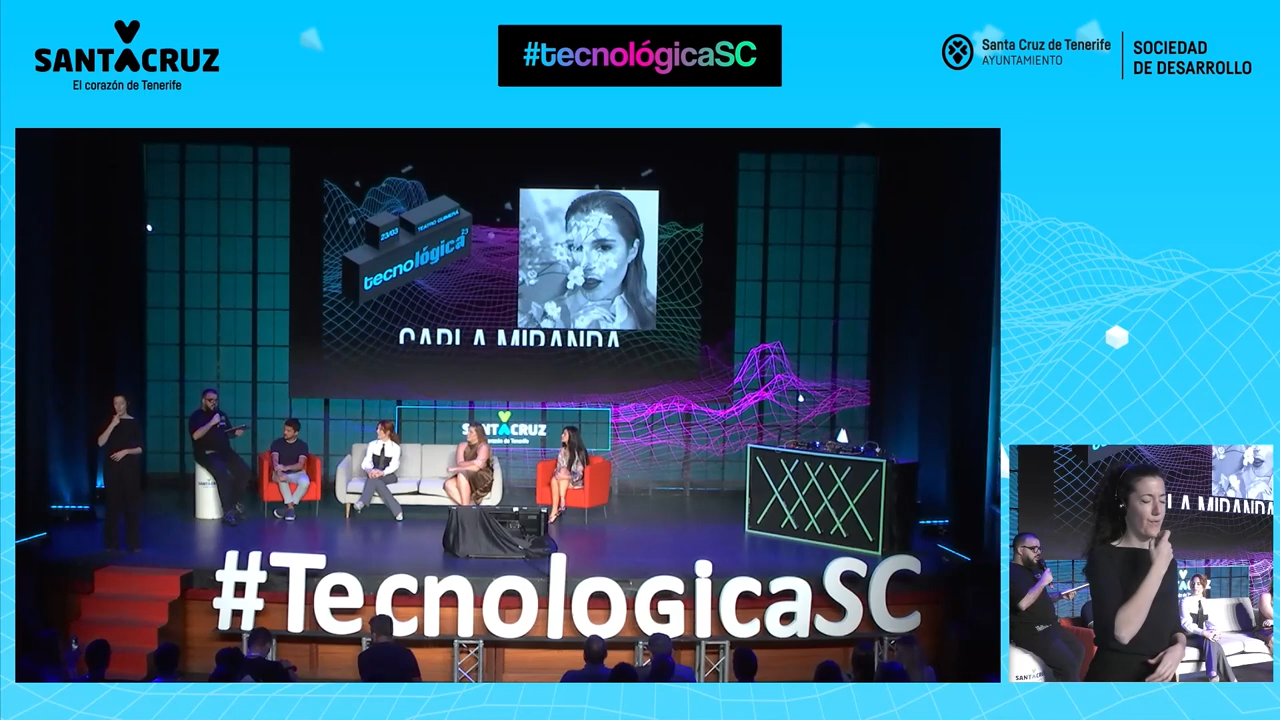 SANTACRUZ
El corazón de Tenerife
#tecnológicaSC
Santa Cruz de Tenerife
AYUNTAMIENTO
SOCIEDAD
DE DESARROLLO
23/03
TEATRO GUIMERÁ
tecnológica
23
CARLA MIRANDA
SANTACRUZ
El corazón de Tenerife
#TecnologicaSC
LA MIRANDA